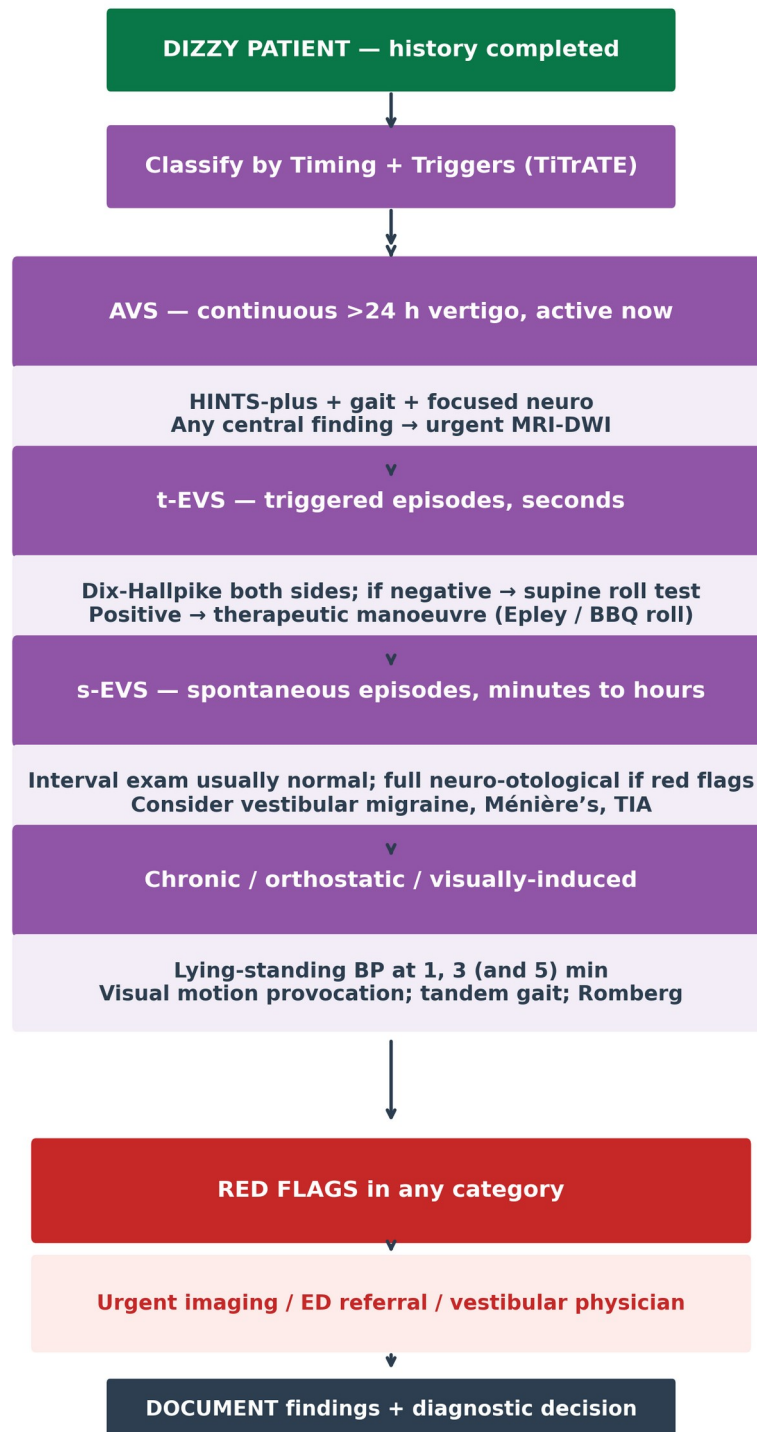 DIZZY PATIENT — history completed
Classify by Timing + Triggers (TiTrATE)
AVS — continuous >24 h vertigo, active now
HINTS-plus + gait + focused neuro
Any central finding → urgent MRI-DWI
t-EVS — triggered episodes, seconds
Dix-Hallpike both sides; if negative → supine roll test
Positive → therapeutic manoeuvre (Epley / BBQ roll)
s-EVS — spontaneous episodes, minutes to hours
Interval exam usually normal; full neuro-otological if red flags
Consider vestibular migraine, Ménière’s, TIA
Chronic / orthostatic / visually-induced
Lying-standing BP at 1, 3 (and 5) min
Visual motion provocation; tandem gait; Romberg
RED FLAGS in any category
Urgent imaging / ED referral / vestibular physician
DOCUMENT findings + diagnostic decision